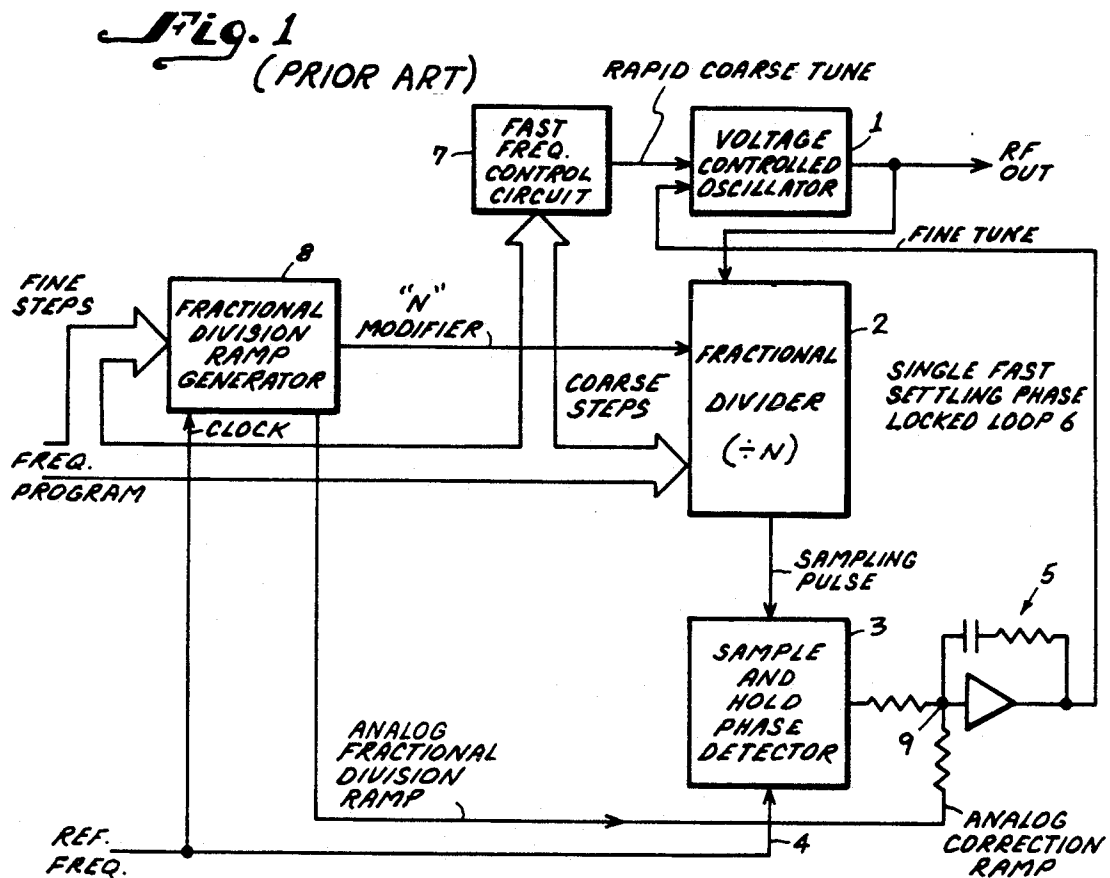 Fig. 1
(PRIOR ART)
RAPID COARSE TUNE
7
FAST
FREQ.
CONTROL
CIRCUIT
VOLTAGE
CONTROLLED
OSCILLATOR
1
RF
OUT
FINE TUNE
FINE
STEPS
8
FRACTIONAL
DIVISION
RAMP
GENERATOR
"N"
MODIFIER
2
FRACTIONAL
DIVIDER
(÷N)
COARSE
STEPS
SINGLE FAST
SETTLING PHASE
LOCKED LOOP 6
CLOCK
FREQ.
PROGRAM
SAMPLING
PULSE
5
3
SAMPLE
AND
HOLD
PHASE
DETECTOR
9
ANALOG
FRACTIONAL
DIVISION
RAMP
ANALOG
CORRECTION
RAMP
4
REF.
FREQ.